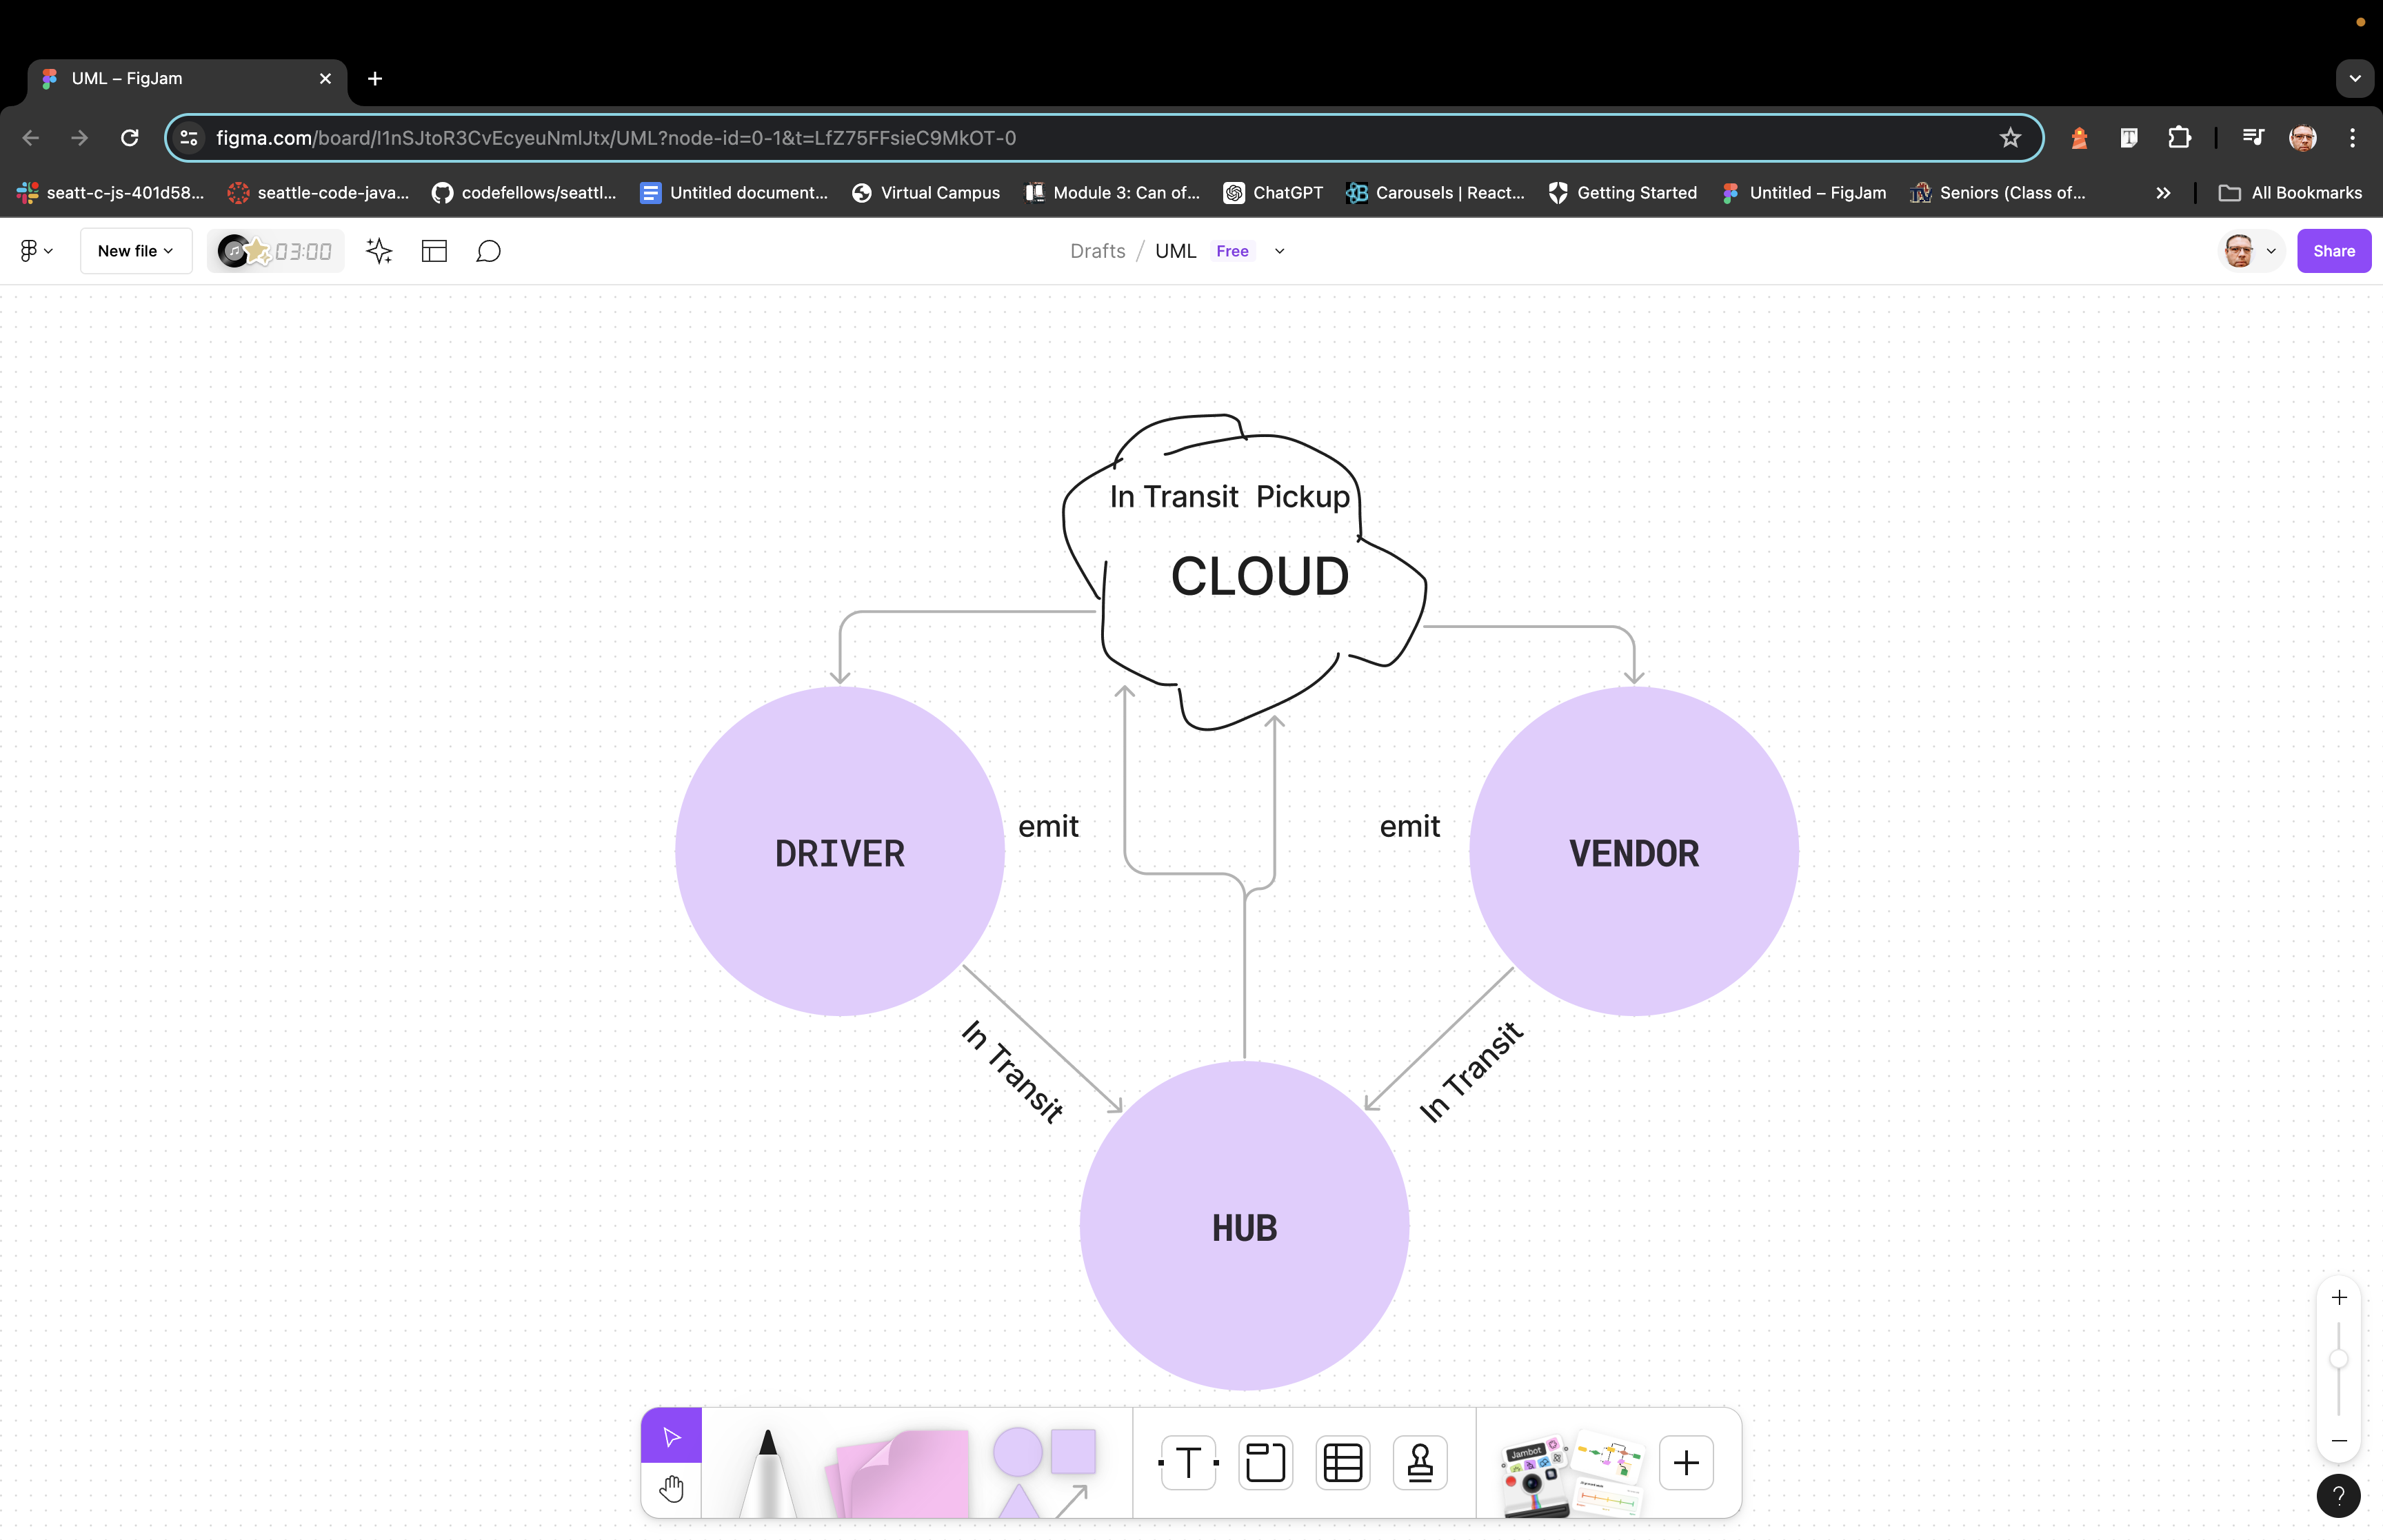 UML – FigJam
figma.com/board/I1nSJtoR3CvEcyeuNmlJtx/UML?node-id=0-1&t=LfZ75FFsieC9MkOT-0
seatt-c-js-401d58... seattle-code-java... codefellows/seattl... Untitled document... Virtual Campus Module 3: Can of... ChatGPT Carousels | React... Getting Started Untitled – FigJam Seniors (Class of... All Bookmarks
New file 03:00 Drafts / UML Free Share
In Transit Pickup
CLOUD
emit emit
DRIVER VENDOR
In Transit In Transit
HUB
Jambot